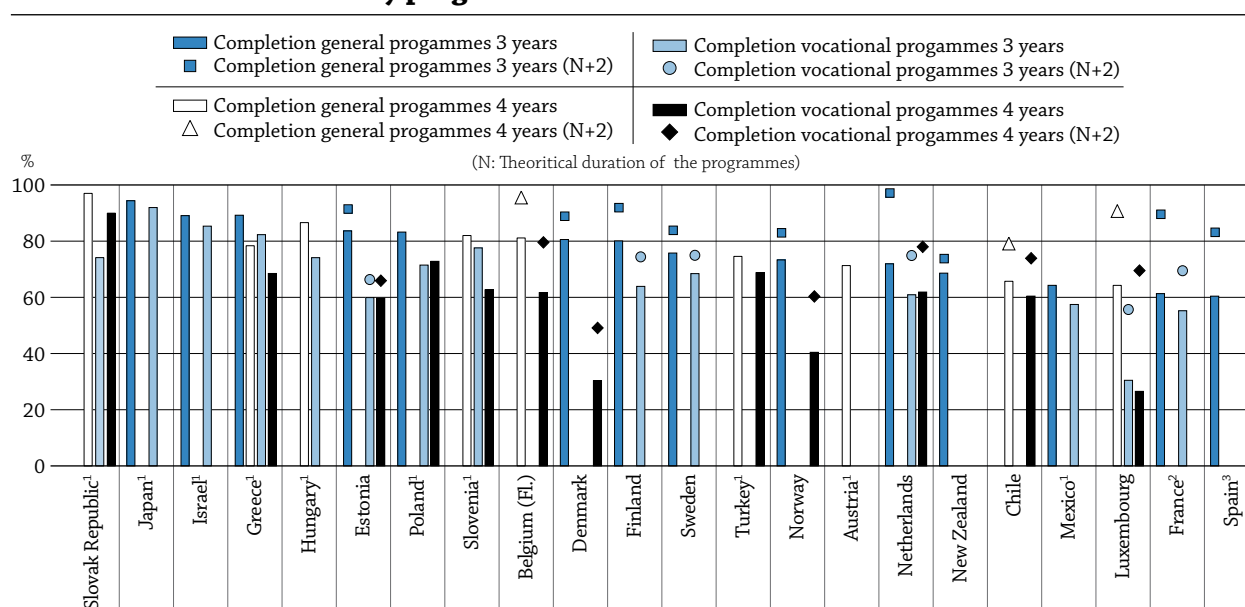 Completion general progammes 3 years
Completion general progammes 3 years (N+2)
Completion vocational progammes 3 years
Completion vocational progammes 3 years (N+2)
Completion general progammes 4 years
Completion general progammes 4 years (N+2)
Completion vocational progammes 4 years
Completion vocational progammes 4 years (N+2)
%
(N: Theoritical duration of the programmes)
100
80
60
40
20
0
Slovak Republic¹
Japan¹
Israel¹
Greece¹
Hungary¹
Estonia
Poland¹
Slovenia¹
Belgium (Fl.)
Denmark
Finland
Sweden
Turkey¹
Norway
Austria¹
Netherlands
New Zealand
Chile
Mexico¹
Luxembourg
France²
Spain³